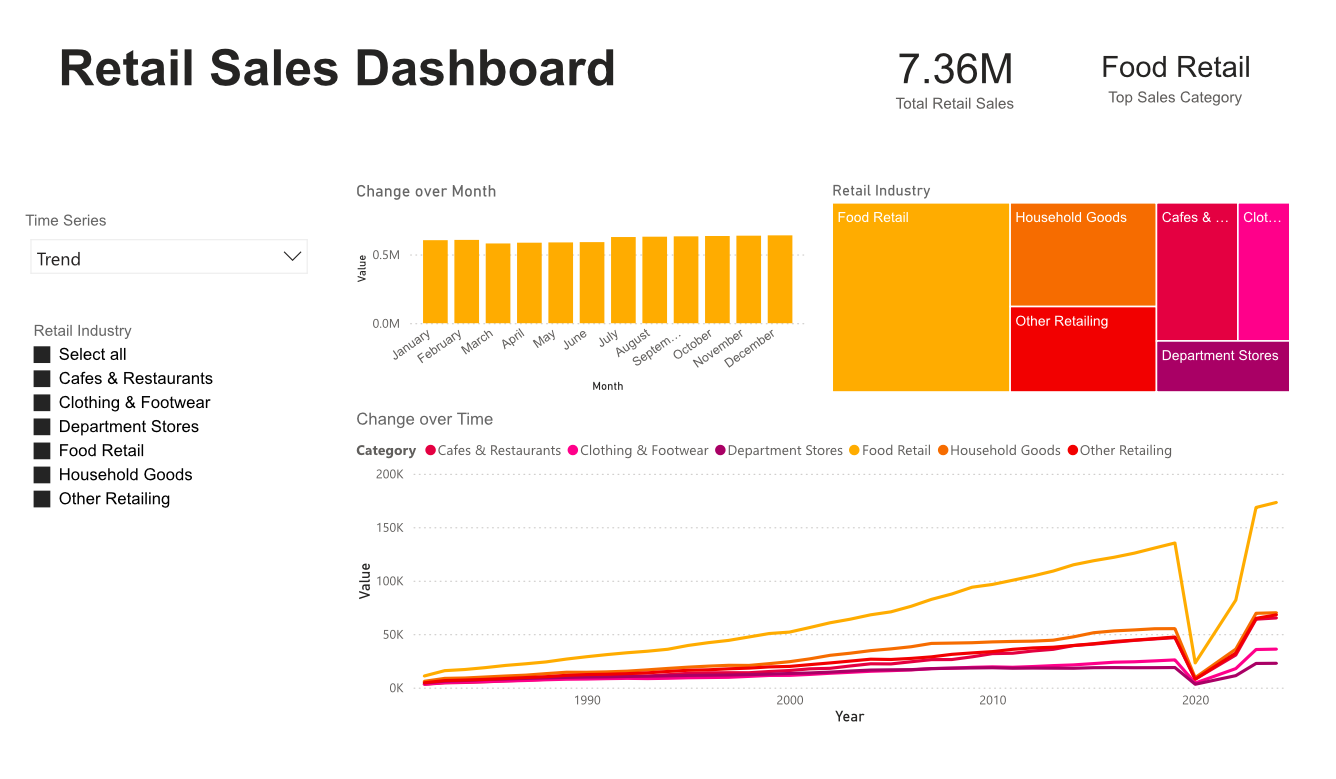 Retail Sales Dashboard
7.36M
Total Retail Sales
Food Retail
Top Sales Category
Time Series
Trend
Retail Industry
Select all
Cafes & Restaurants
Clothing & Footwear
Department Stores
Food Retail
Household Goods
Other Retailing
Change over Month
Value
0.5M
0.0M
January
February
March
April
May
June
July
August
Septem...
October
November
December
Month
Retail Industry
Food Retail
Household Goods
Cafes & ...
Clot...
Other Retailing
Department Stores
Change over Time
Category Cafes & Restaurants Clothing & Footwear Department Stores Food Retail Household Goods Other Retailing
Value
200K
150K
100K
50K
0K
1990 2000 2010 2020
Year